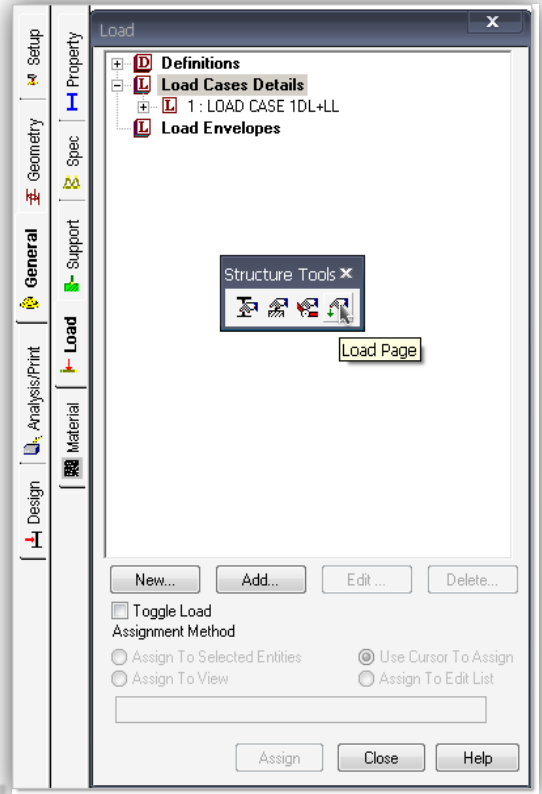 Setup
Geometry
General
Analysis/Print
Design
Property
Spec
Support
Load
Material
Load
x
D Definitions
L Load Cases Details
L 1 : LOAD CASE 1DL+LL
L Load Envelopes
Structure Tools x
Load Page
New... Add... Edit ... Delete...
Toggle Load
Assignment Method
Assign To Selected Entities Use Cursor To Assign
Assign To View Assign To Edit List
Assign Close Help